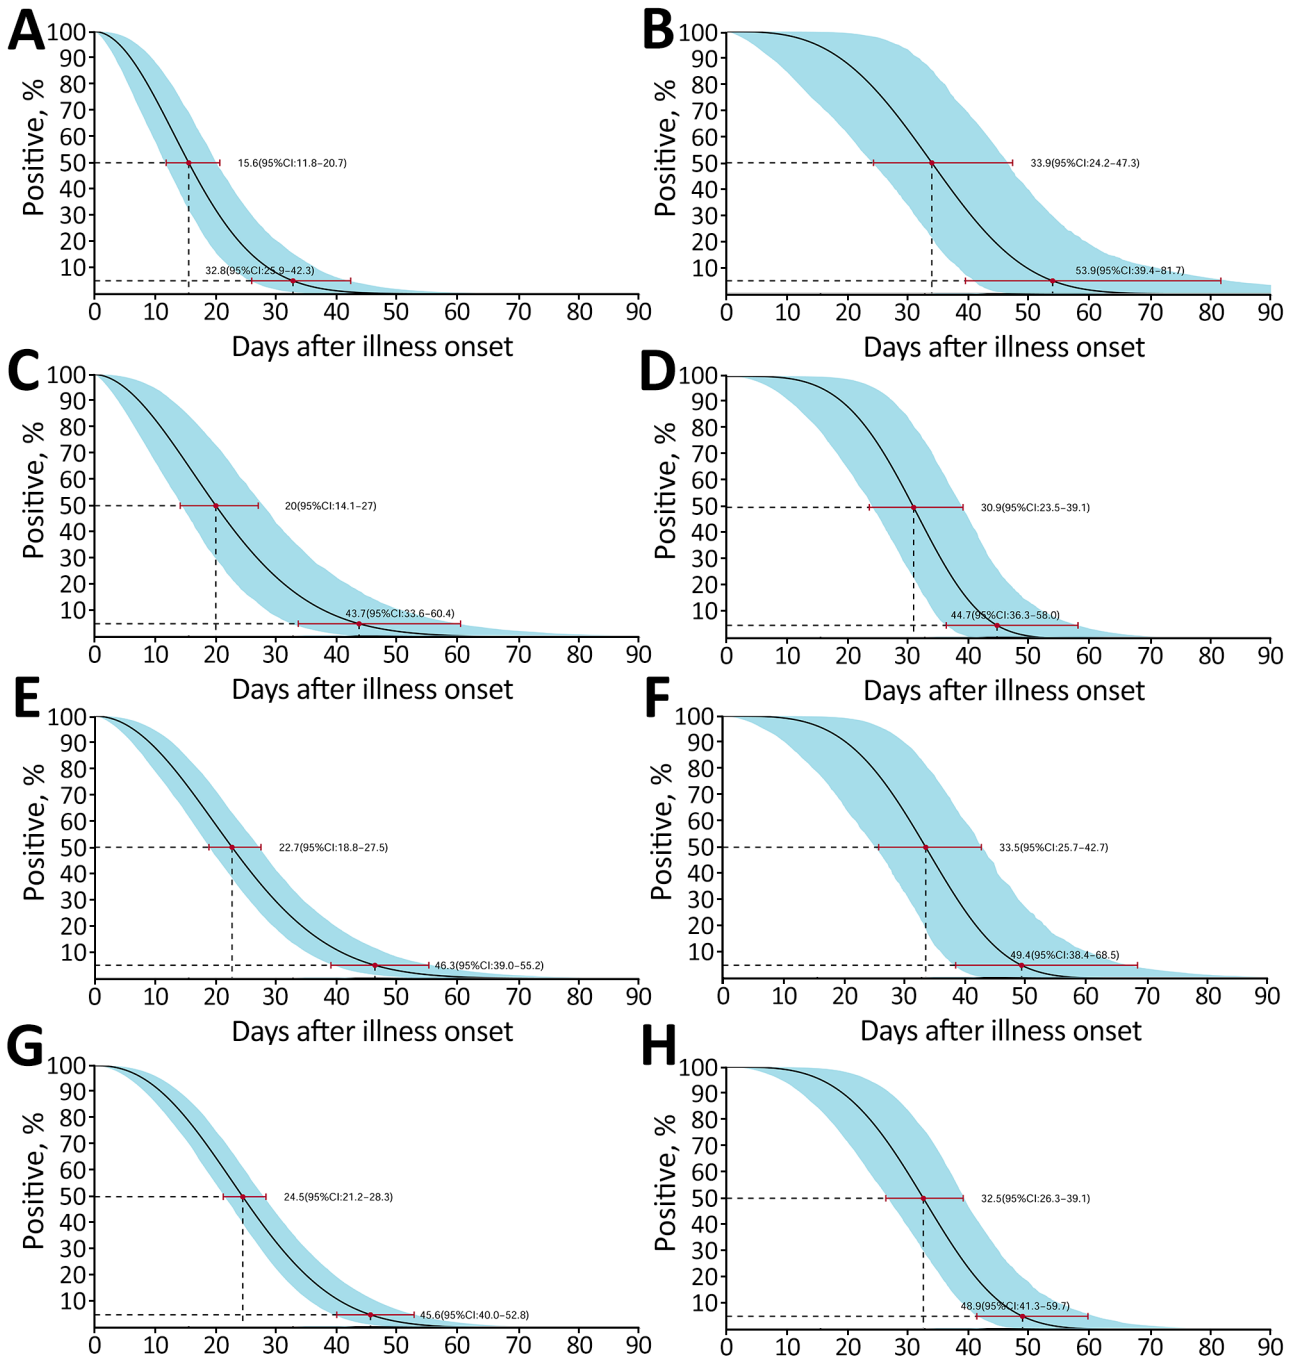 A
Positive, %
100
90
80
70
60
50
40
30
20
10
15.6(95%CI:11.8–20.7)
32.8(95%CI:25.9–42.3)
0 10 20 30 40 50 60 70 80 90
Days after illness onset
B
Positive, %
100
90
80
70
60
50
40
30
20
10
33.9(95%CI:24.2–47.3)
53.9(95%CI:39.4–81.7)
0 10 20 30 40 50 60 70 80 90
Days after illness onset
C
Positive, %
100
90
80
70
60
50
40
30
20
10
20(95%CI:14.1–27)
43.7(95%CI:33.6–60.4)
0 10 20 30 40 50 60 70 80 90
Days after illness onset
D
Positive, %
100
90
80
70
60
50
40
30
20
10
30.9(95%CI:23.5–39.1)
44.7(95%CI:36.3–58.0)
0 10 20 30 40 50 60 70 80 90
Days after illness onset
E
Positive, %
100
90
80
70
60
50
40
30
20
10
22.7(95%CI:18.8–27.5)
46.3(95%CI:39.0–55.2)
0 10 20 30 40 50 60 70 80 90
Days after illness onset
F
Positive, %
100
90
80
70
60
50
40
30
20
10
33.5(95%CI:25.7–42.7)
49.4(95%CI:38.4–68.5)
0 10 20 30 40 50 60 70 80 90
Days after illness onset
G
Positive, %
100
90
80
70
60
50
40
30
20
10
24.5(95%CI:21.2–28.3)
45.6(95%CI:40.0–52.8)
0 10 20 30 40 50 60 70 80 90
H
Positive, %
100
90
80
70
60
50
40
30
20
10
32.5(95%CI:26.3–39.1)
48.9(95%CI:41.3–59.7)
0 10 20 30 40 50 60 70 80 90